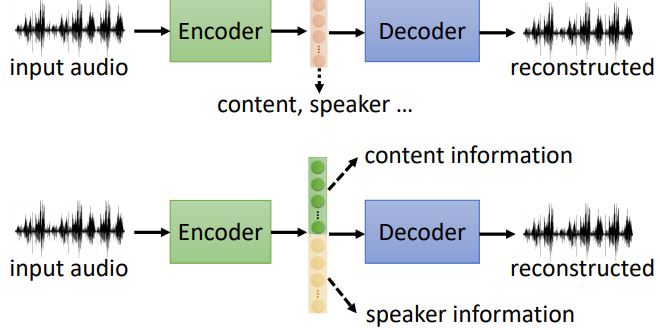 Encoder
Decoder
input audio
reconstructed
content, speaker ...
content information
Encoder
Decoder
input audio
reconstructed
speaker information